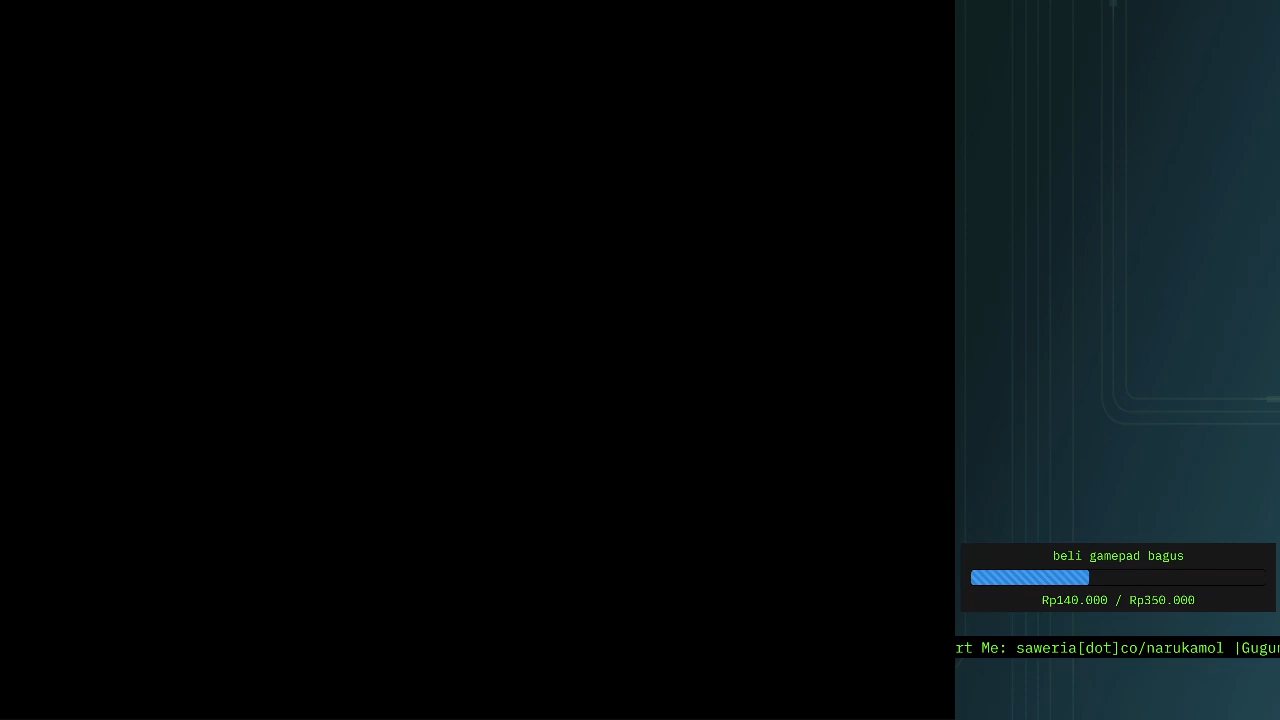 beli gamepad bagus
Rp140.000 / Rp350.000
rt Me: saweria[dot]co/narukamol |Gugu